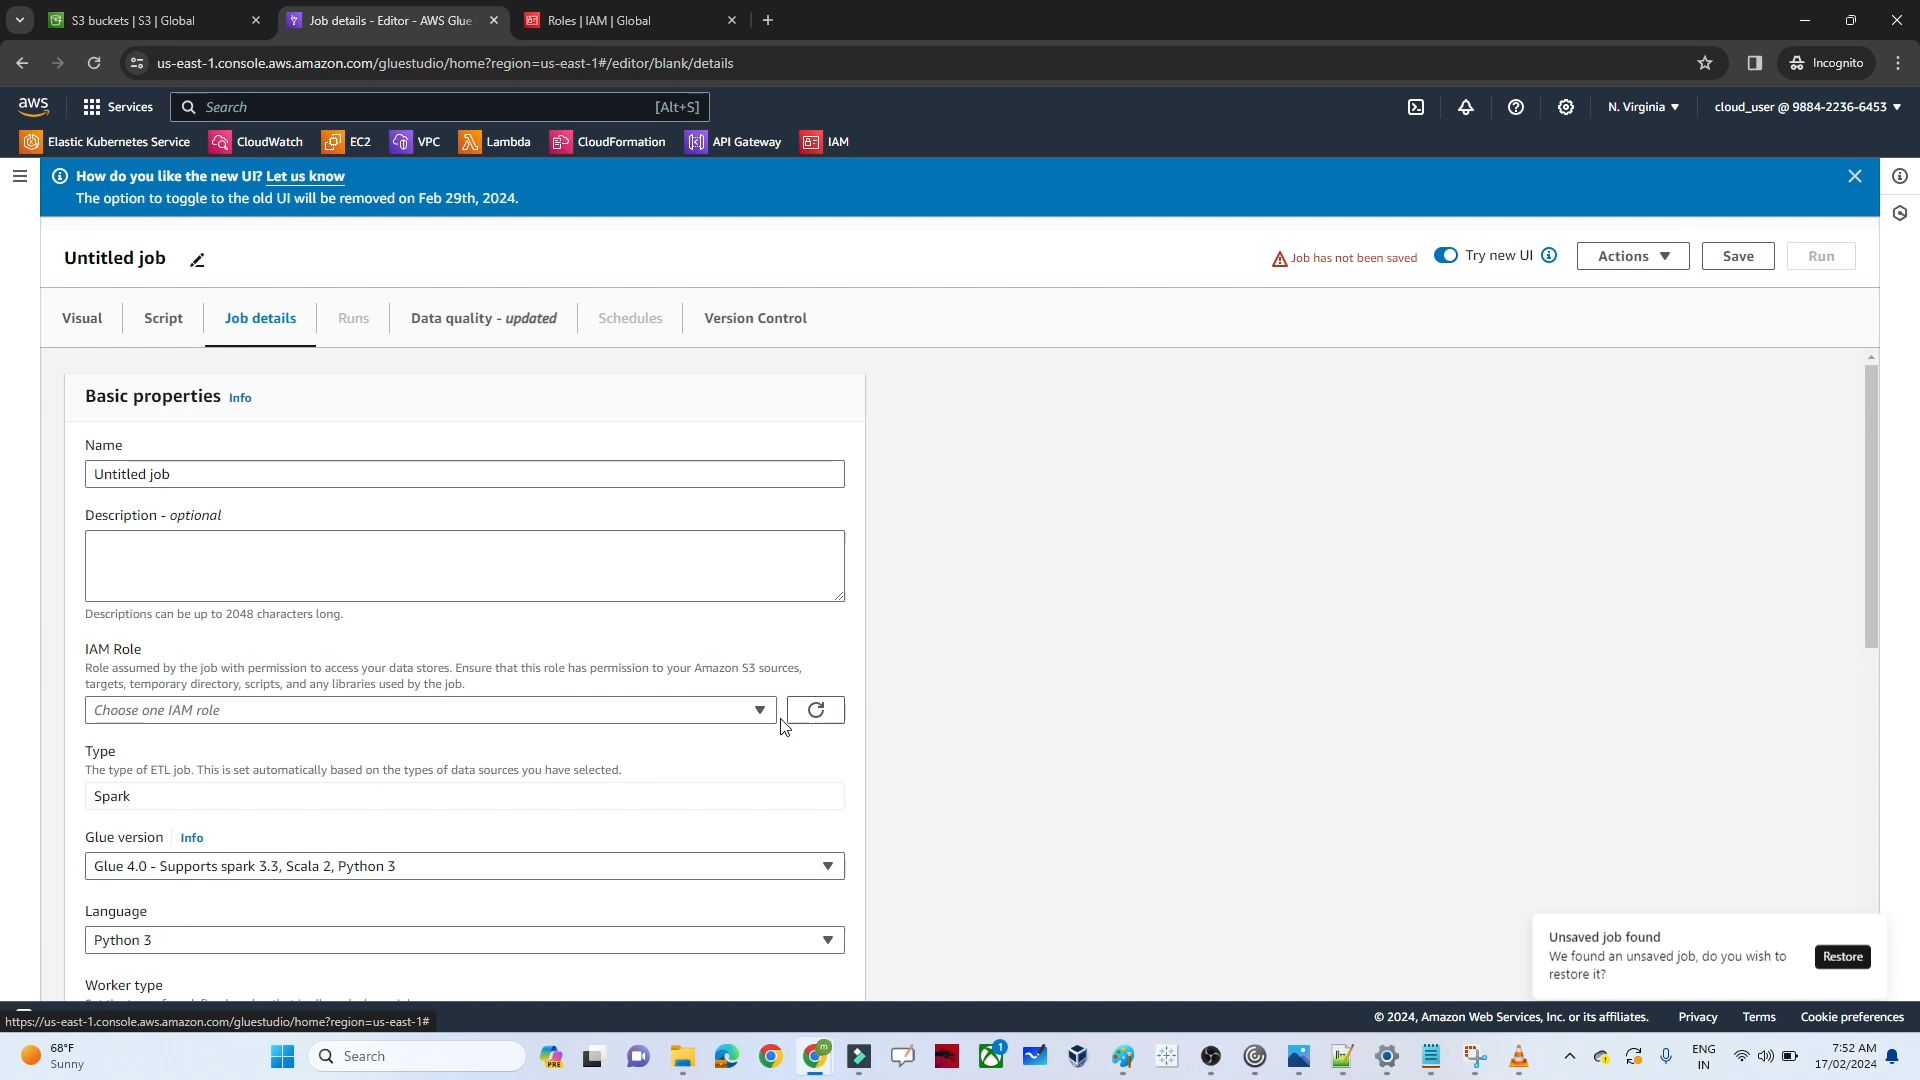 S3 buckets | S3 | Global
Job details - Editor - AWS Glue
Roles | IAM | Global
us-east-1.console.aws.amazon.com/gluestudio/home?region=us-east-1#/editor/blank/details
Incognito
aws
Services
Search
[Alt+S]
N. Virginia
cloud_user @ 9884-2236-6453
Elastic Kubernetes Service
CloudWatch
EC2
VPC
Lambda
CloudFormation
API Gateway
IAM
How do you like the new UI? Let us know
The option to toggle to the old UI will be removed on Feb 29th, 2024.
Untitled job
Job has not been saved
Try new UI
Actions
Save
Run
Visual
Script
Job details
Runs
Data quality - updated
Schedules
Version Control
Basic properties Info
Name
Untitled job
Description - optional
Descriptions can be up to 2048 characters long.
IAM Role
Role assumed by the job with permission to access your data stores. Ensure that this role has permission to your Amazon S3 sources,
targets, temporary directory, scripts, and any libraries used by the job.
Choose one IAM role
Type
The type of ETL job. This is set automatically based on the types of data sources you have selected.
Spark
Glue version Info
Glue 4.0 - Supports spark 3.3, Scala 2, Python 3
Language
Python 3
Worker type
Unsaved job found
We found an unsaved job, do you wish to
restore it?
Restore
https://us-east-1.console.aws.amazon.com/gluestudio/home?region=us-east-1#
© 2024, Amazon Web Services, Inc. or its affiliates.
Privacy
Terms
Cookie preferences
68°F
Sunny
Search
PRE
m
1
ENG
IN
7:52 AM
17/02/2024